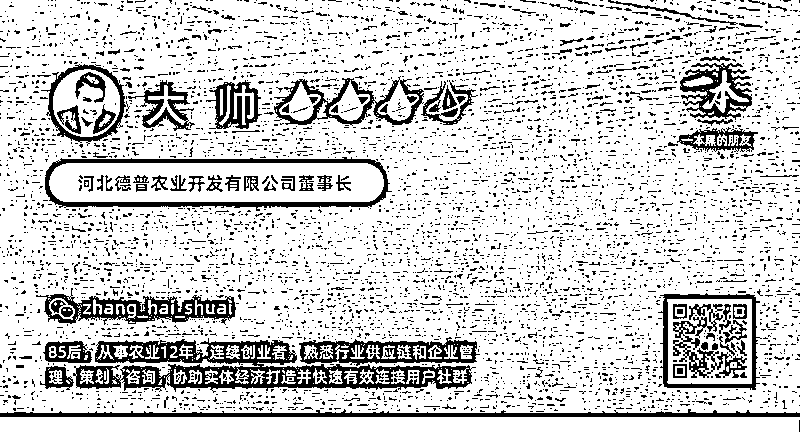 大 帅
一本
一本黑的朋友
河北德普农业开发有限公司董事长
zhang_hai_shuai
85后，从事农业12年，连续创业者，熟悉行业供应链和企业管
理、策划、咨询，协助实体经济打造并快速有效连接用户社群